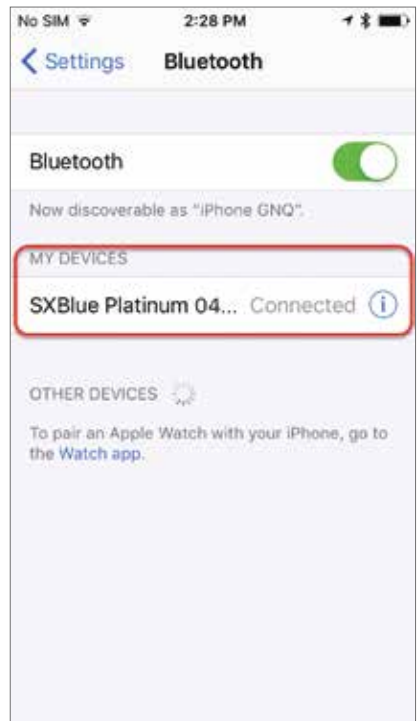 No SIM 2:28 PM
Settings Bluetooth
Bluetooth
Now discoverable as "iPhone GNQ".
MY DEVICES
SXBlue Platinum 04... Connected
OTHER DEVICES
To pair an Apple Watch with your iPhone, go to
the Watch app.